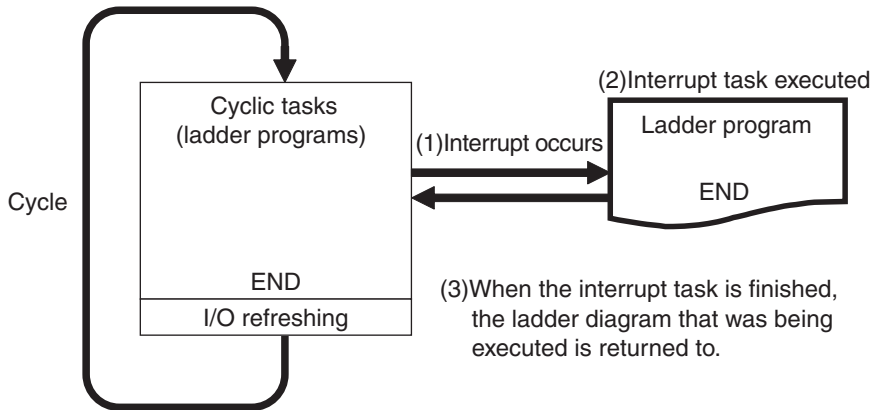 (2)Interrupt task executed
Cyclic tasks
(ladder programs)
Ladder program
(1)Interrupt occurs
END
Cycle
END
(3)When the interrupt task is finished,
the ladder diagram that was being
executed is returned to.
I/O refreshing